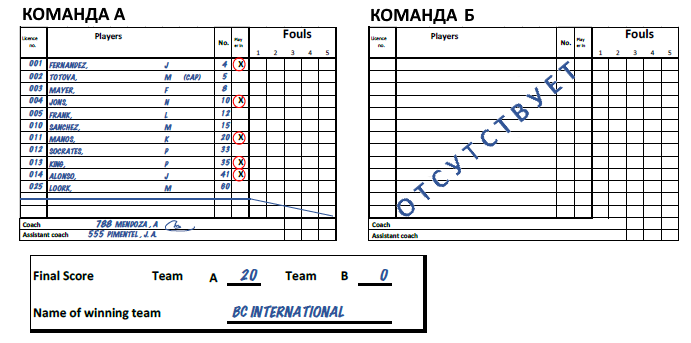 КОМАНДА А
Licence no. Players No. Play er in Fouls
1 2 3 4 5
001 FERNANDEZ, J 4 X
002 TOTOVA, M (CAP) 5
003 MAYER, F 8
004 JONS, N 10 X
005 FRANK, L 12
010 SANCHEZ, M 15
011 MANOS, K 20 X
012 SOCRATES, P 33
013 KING, P 35 X
014 ALONSO, J 41 X
025 LOORK, M 60
Coach 788 MENDOZA, A
Assistant coach 555 PIMENTEL, J.A.
КОМАНДА Б
Licence no. Players No. Play er in Fouls
1 2 3 4 5
ОТСУТСТВУЕТ
Coach
Assistant coach
Final Score Team A 20 Team B 0
Name of winning team BC INTERNATIONAL